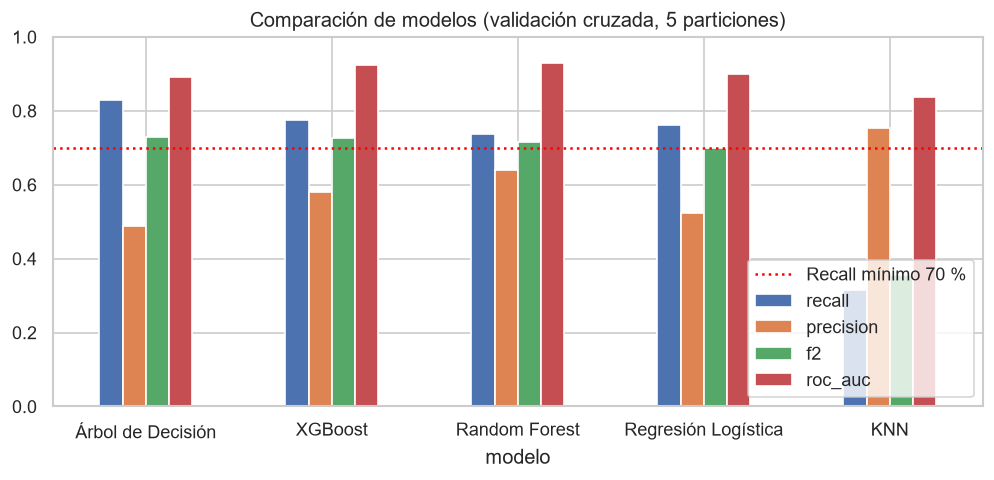 Comparación de modelos (validación cruzada, 5 particiones)
1.0
0.8
0.6
0.4
0.2
0.0
Recall mínimo 70 %
recall
precision
f2
roc_auc
Árbol de Decisión
XGBoost
Random Forest
Regresión Logística
KNN
modelo